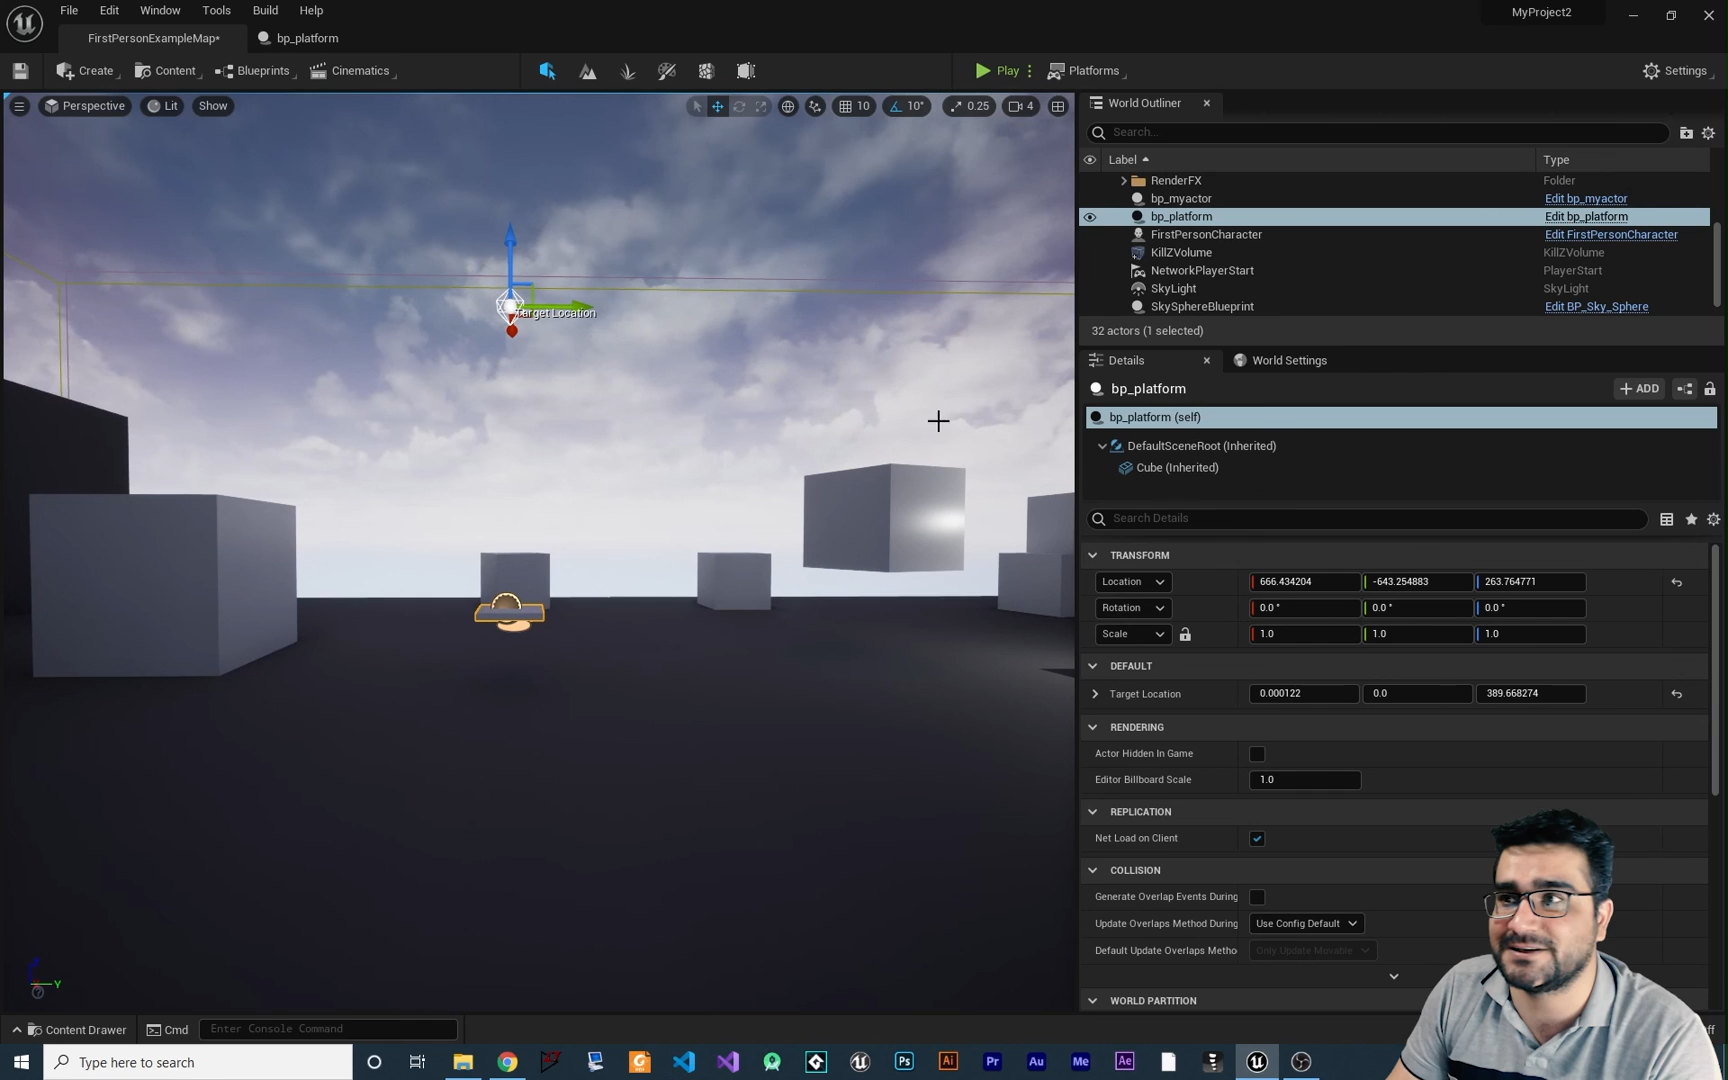 File Edit Window Tools Build Help
MyProject2
FirstPersonExampleMap*
bp_platform
Create
Content
Blueprints
Cinematics
Play
Platforms
Settings
Perspective
Lit
Show
10
10°
0.25
4
Target Location
Y
World Outliner
Search...
Label
Type
RenderFX
Folder
bp_myactor
Edit bp_myactor
bp_platform
Edit bp_platform
FirstPersonCharacter
Edit FirstPersonCharacter
KillZVolume
KillZVolume
NetworkPlayerStart
PlayerStart
SkyLight
SkyLight
SkySphereBlueprint
Edit BP_Sky_Sphere
32 actors (1 selected)
Details
World Settings
bp_platform
ADD
bp_platform (self)
DefaultSceneRoot (Inherited)
Cube (Inherited)
Search Details
TRANSFORM
Location 666.434204 -643.254883 263.764771
Rotation 0.0 ° 0.0 ° 0.0 °
Scale 1.0 1.0 1.0
DEFAULT
Target Location 0.000122 0.0 389.668274
RENDERING
Actor Hidden In Game
Editor Billboard Scale 1.0
REPLICATION
Net Load on Client
COLLISION
Generate Overlap Events During
Update Overlaps Method During Use Config Default
Default Update Overlaps Metho Only Update Movable
WORLD PARTITION
Content Drawer
Cmd
Enter Console Command
Type here to search
Ps
Ai
Pr
Au
Me
Ae